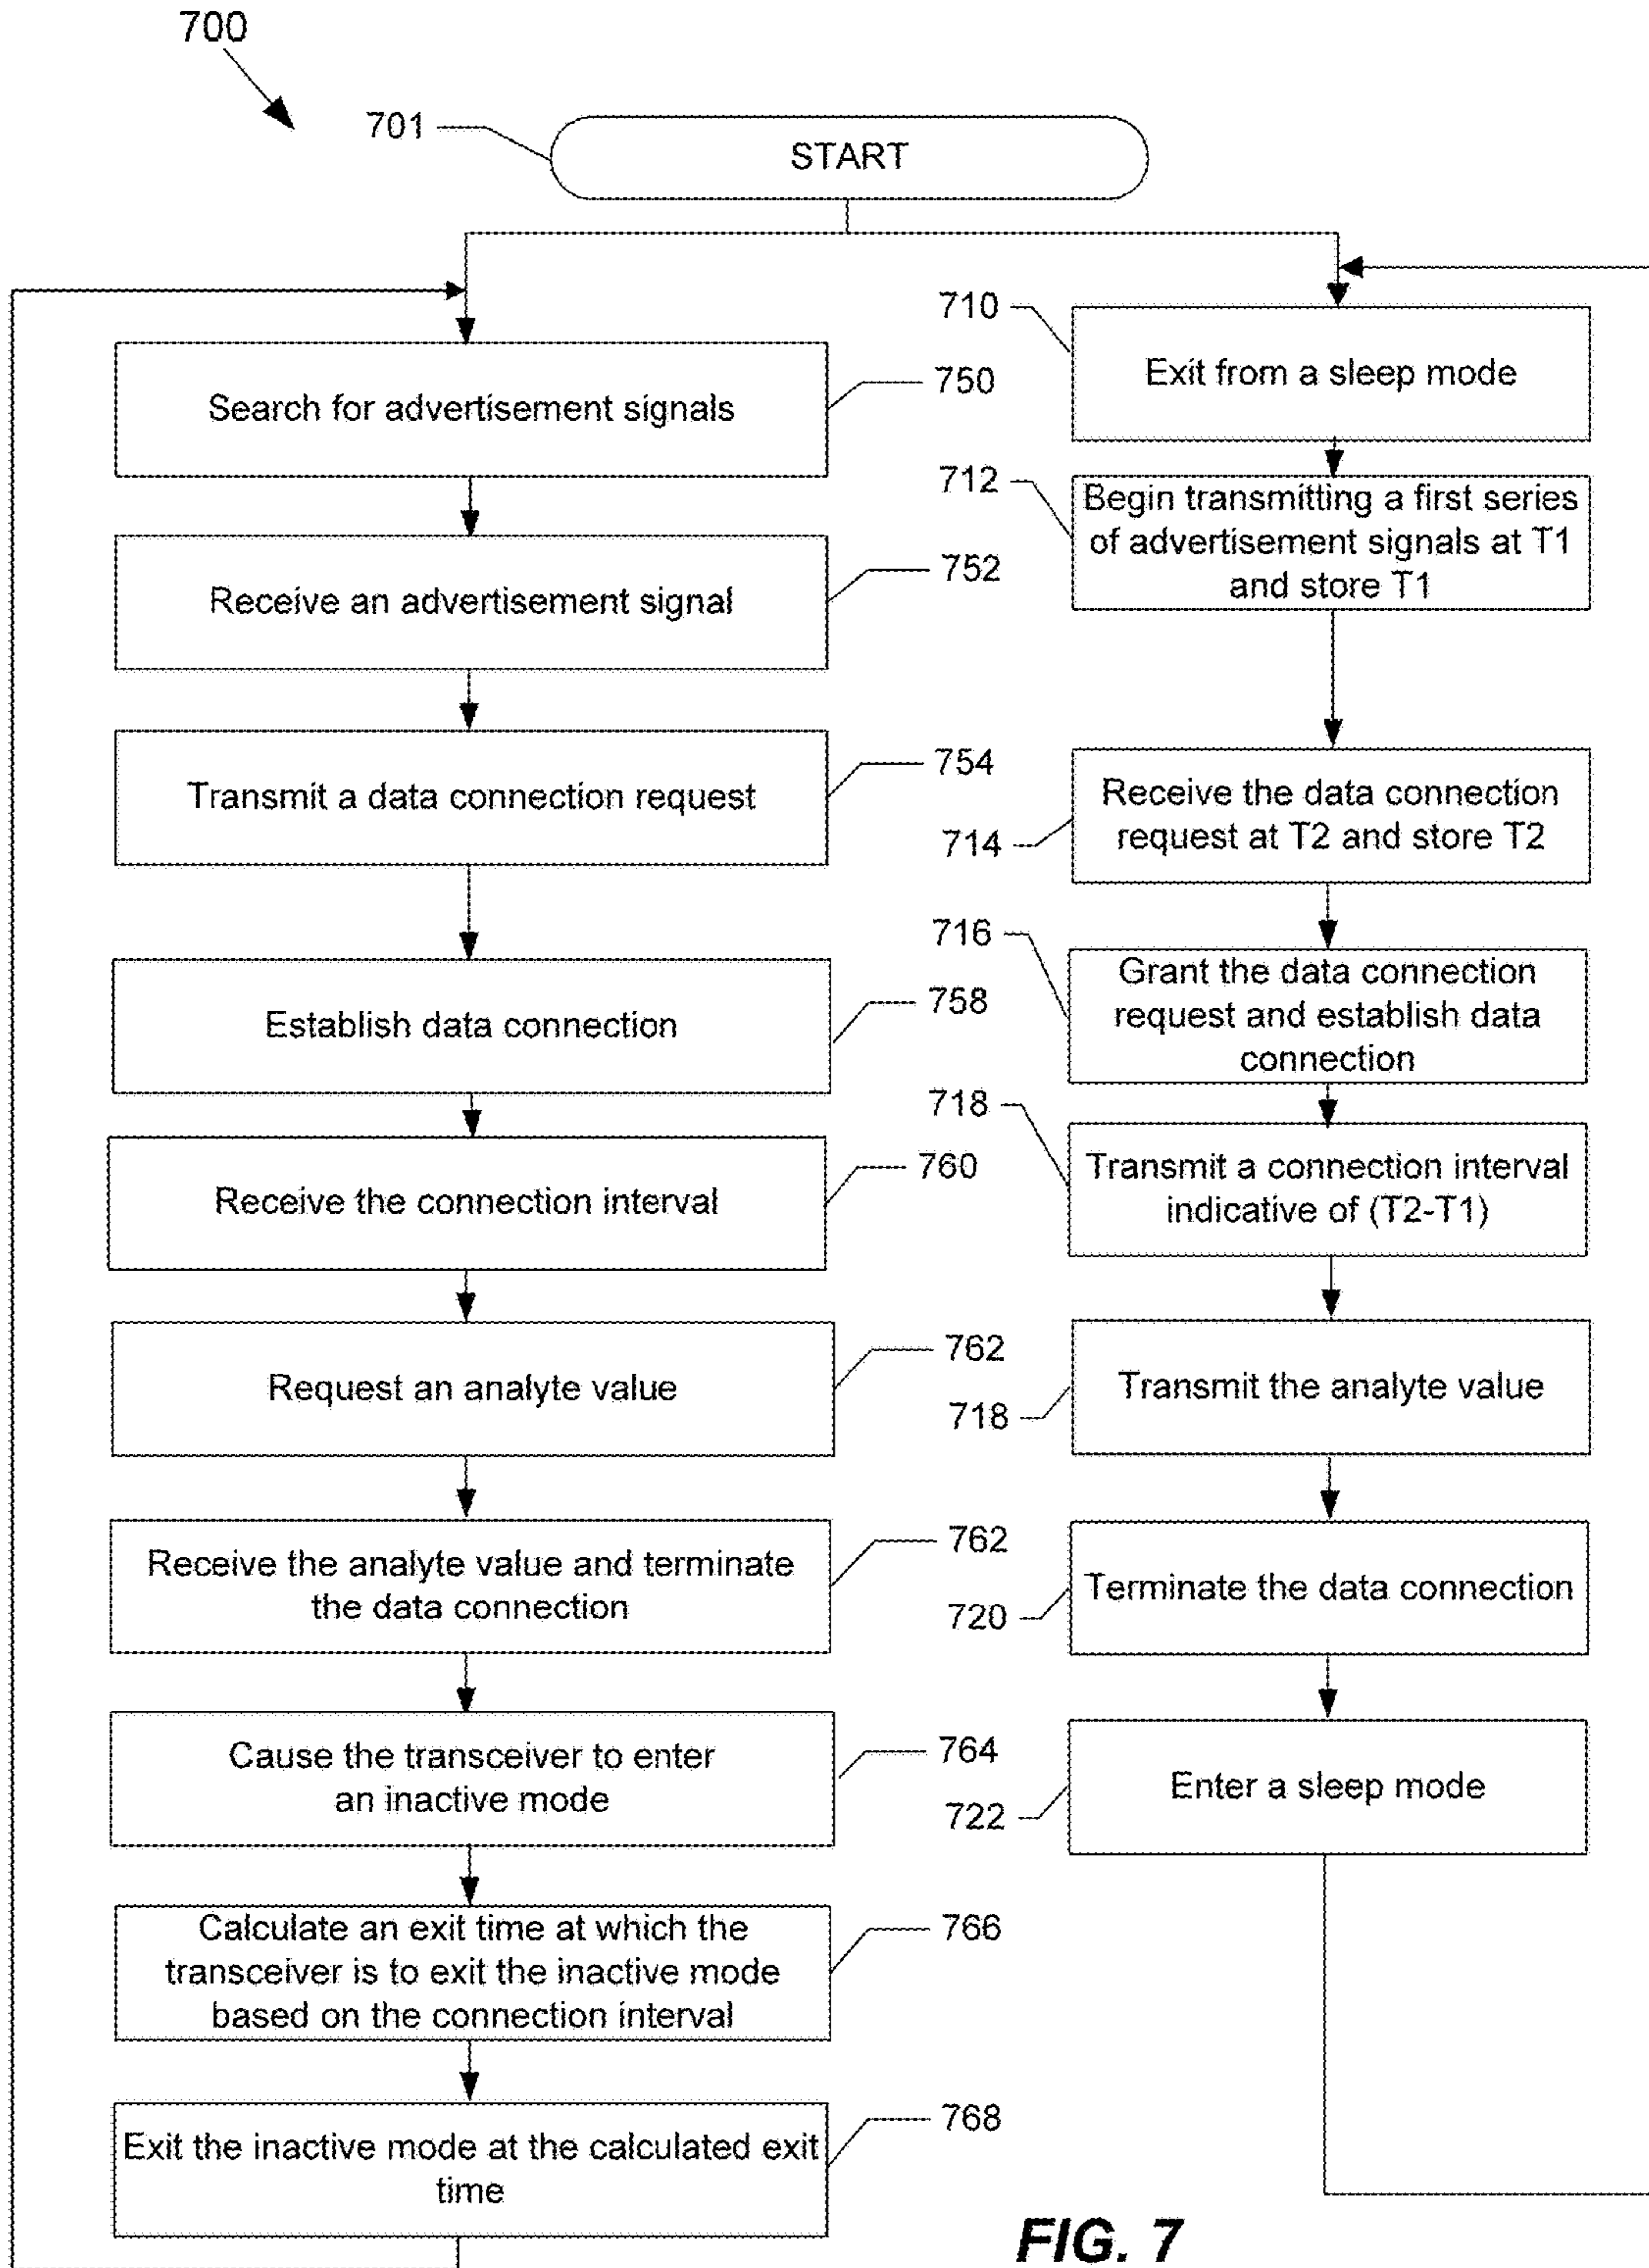 700
701
START
750
Search for advertisement signals
752
Receive an advertisement signal
754
Transmit a data connection request
758
Establish data connection
760
Receive the connection interval
762
Request an analyte value
762
Receive the analyte value and terminate
the data connection
764
Cause the transceiver to enter
an inactive mode
766
Calculate an exit time at which the
transceiver is to exit the inactive mode
based on the connection interval
768
Exit the inactive mode at the calculated exit
time
710
Exit from a sleep mode
712
Begin transmitting a first series
of advertisement signals at T1
and store T1
714
Receive the data connection
request at T2 and store T2
716
Grant the data connection
request and establish data
connection
718
Transmit a connection interval
indicative of (T2-T1)
718
Transmit the analyte value
720
Terminate the data connection
722
Enter a sleep mode
FIG. 7